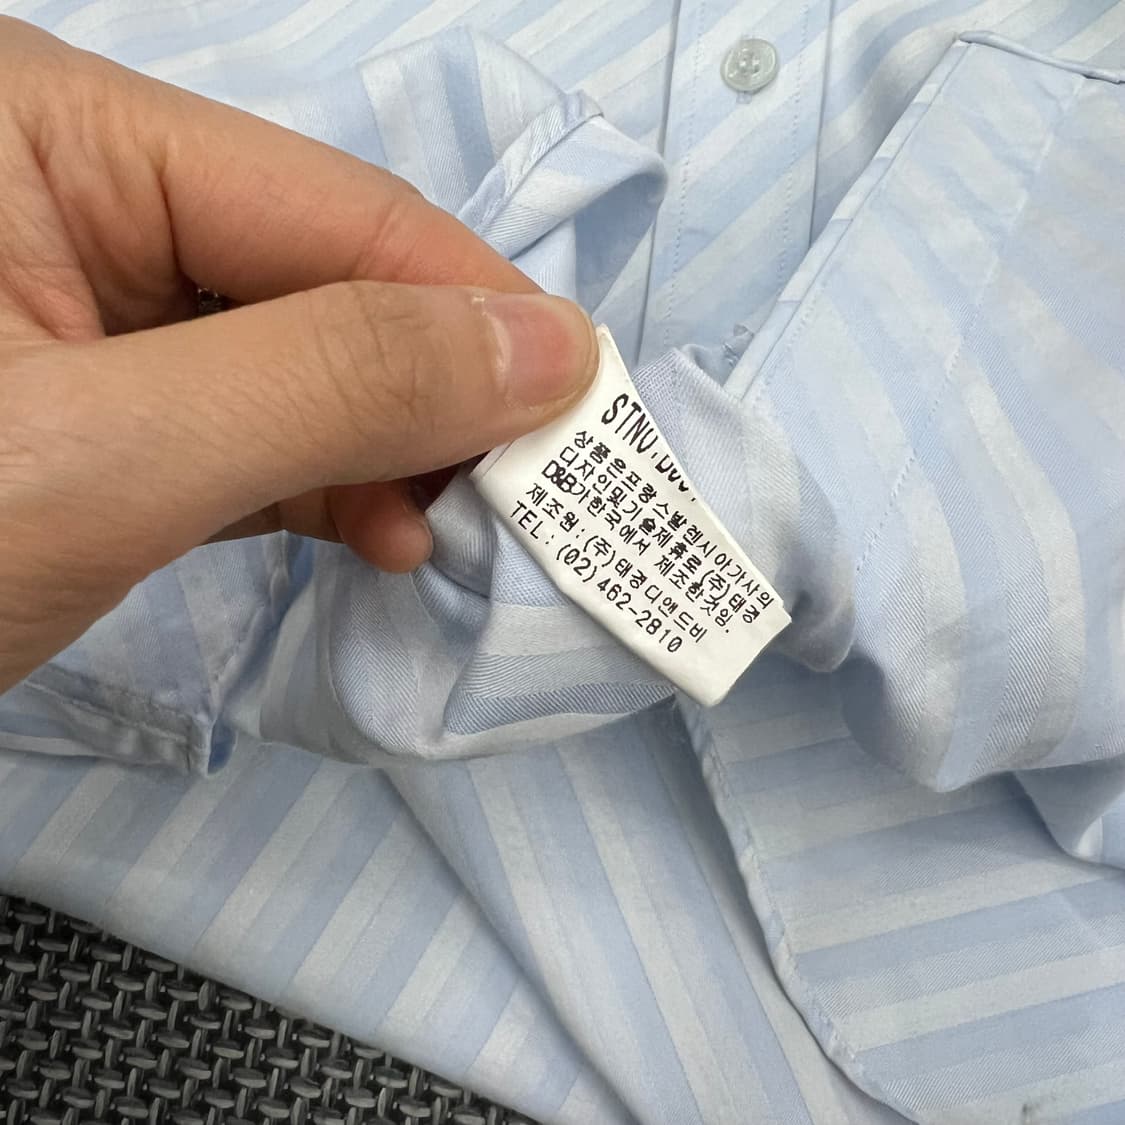 STNO.
상품은프랑스발렌시아가사의
디자인및기술제휴로(주)태경
D&B가한국에서 제조한것임.
제조원:(주)태경디앤드비
TEL:(02)462-2810